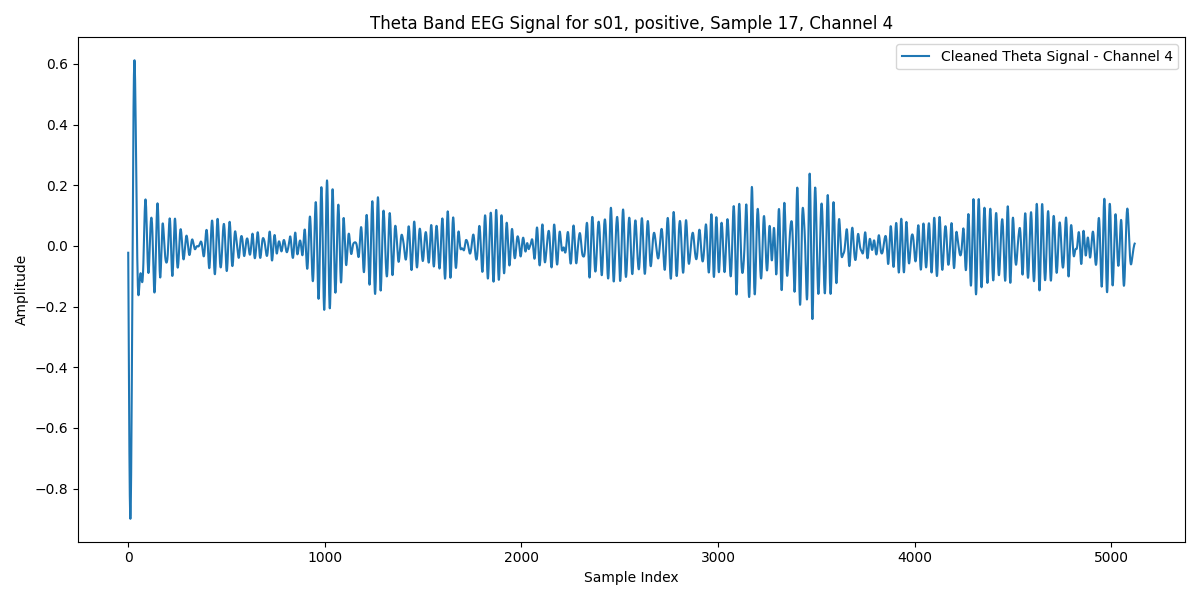 Theta Band EEG Signal for s01, positive, Sample 17, Channel 4
Cleaned Theta Signal - Channel 4
Amplitude
0.6
0.4
0.2
0.0
−0.2
−0.4
−0.6
−0.8
0 1000 2000 3000 4000 5000
Sample Index